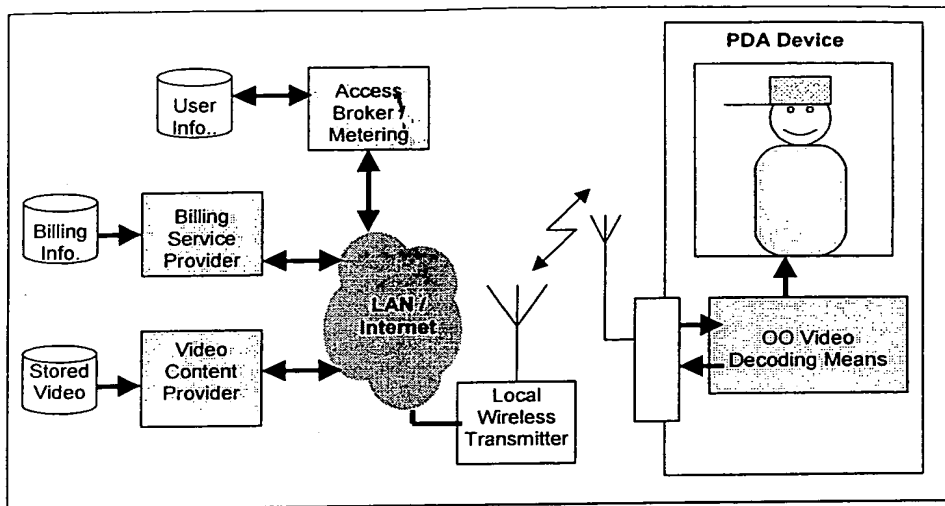 PDA Device
User
Info..
Access
Broker /
Metering
Billing
Info.
Billing
Service
Provider
LAN /
Internet
Stored
Video
Video
Content
Provider
Local
Wireless
Transmitter
OO Video
Decoding Means